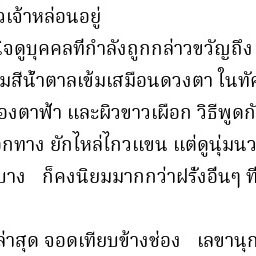 วเจ้าหล่อนอยู่
จดูบุคคลที่กำลังถูกกล่าวขวัญถึง
มสีน้ำตาลเข้มเสมือนดวงตา ในทัศ
องตาฟ้า และผิวขาวเผือก วิธีพูดก็
อกทาง ยักไหล่ไกวแขน แต่ดูนุ่มนว
บาง ก็คงนิยมมากกว่าฝรั่งอื่นๆ ที่
ล่าสุด จอดเทียบข้างช่อง เลขานุก